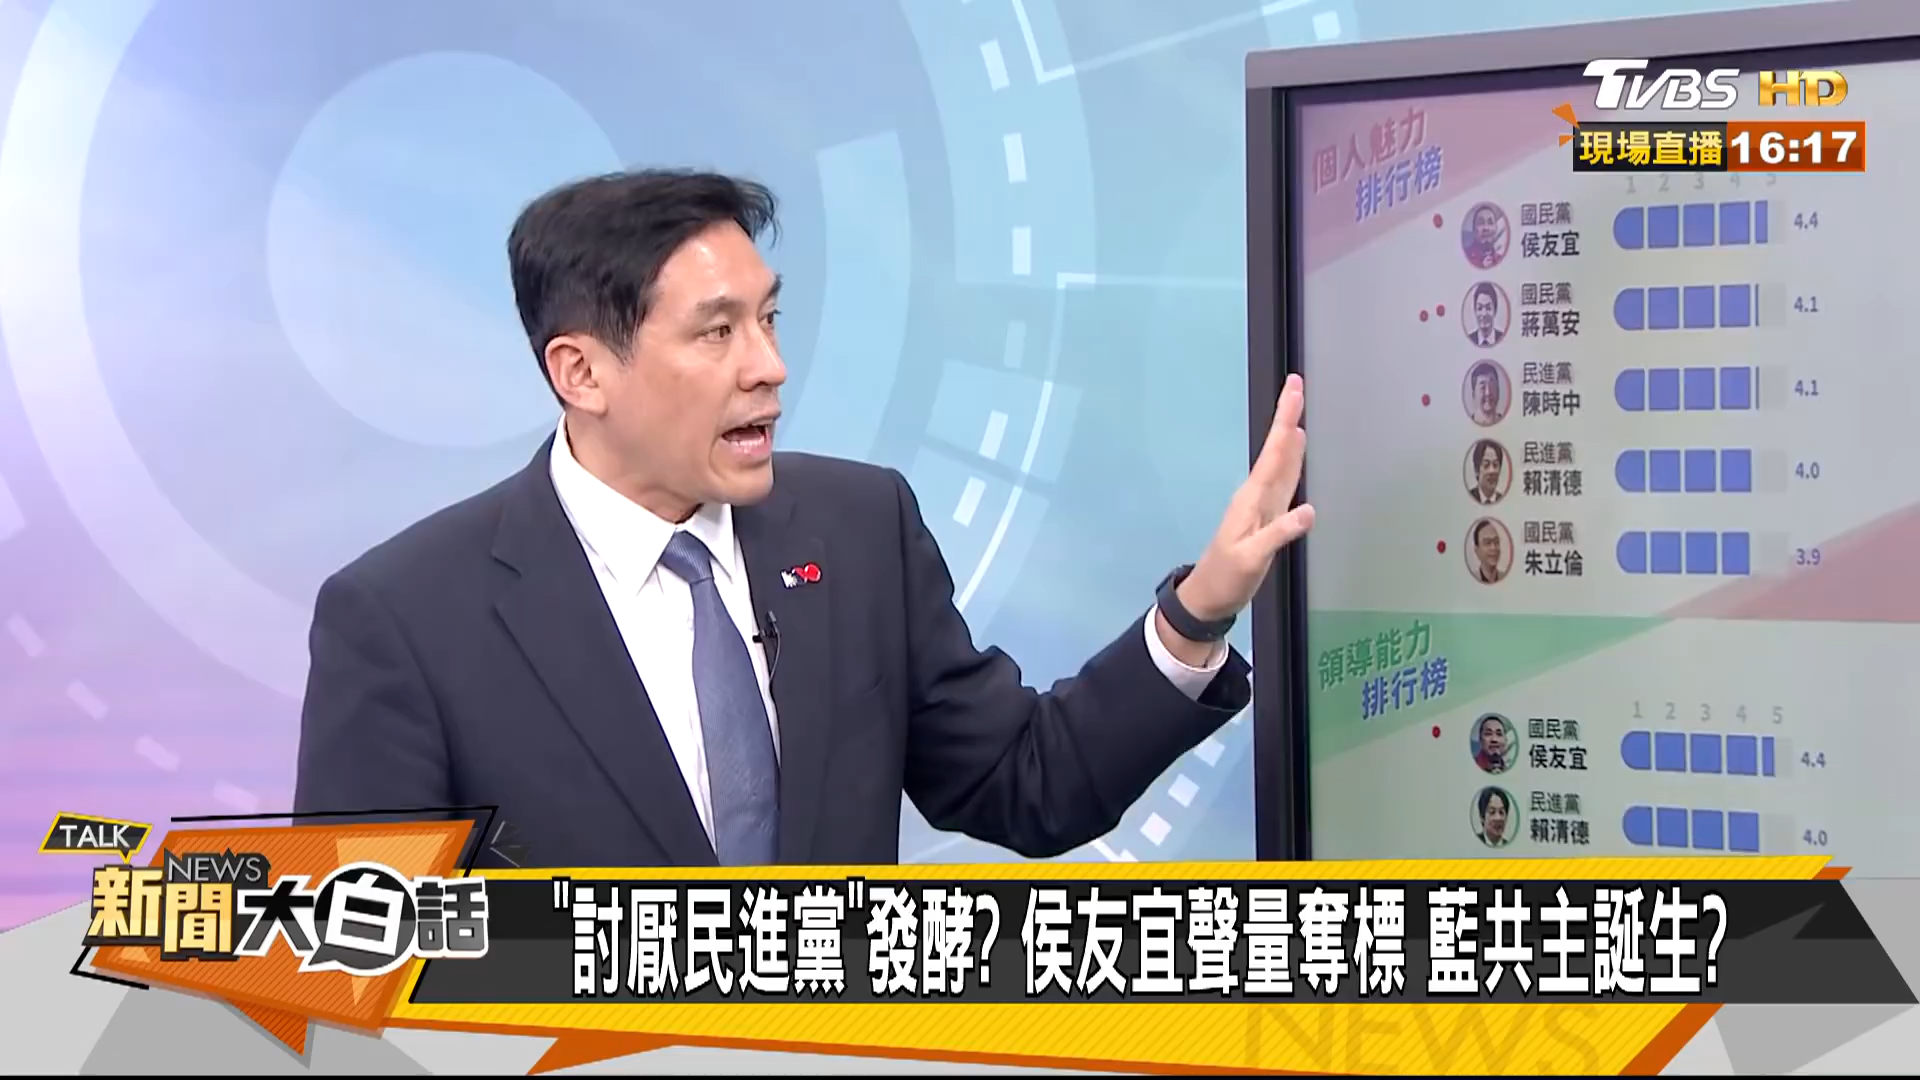 TVBS HD
現場直播 16:17
個人魅力
排行榜
1 2 3 4 5
國民黨
侯友宜
4.4
國民黨
蔣萬安
4.1
民進黨
陳時中
4.1
民進黨
賴清德
4.0
國民黨
朱立倫
3.9
領導能力
排行榜
1 2 3 4 5
國民黨
侯友宜
4.4
民進黨
賴清德
4.0
TALK
NEWS
新聞大白話
"討厭民進黨"發酵? 侯友宜聲量奪標 藍共主誕生?
NEWS